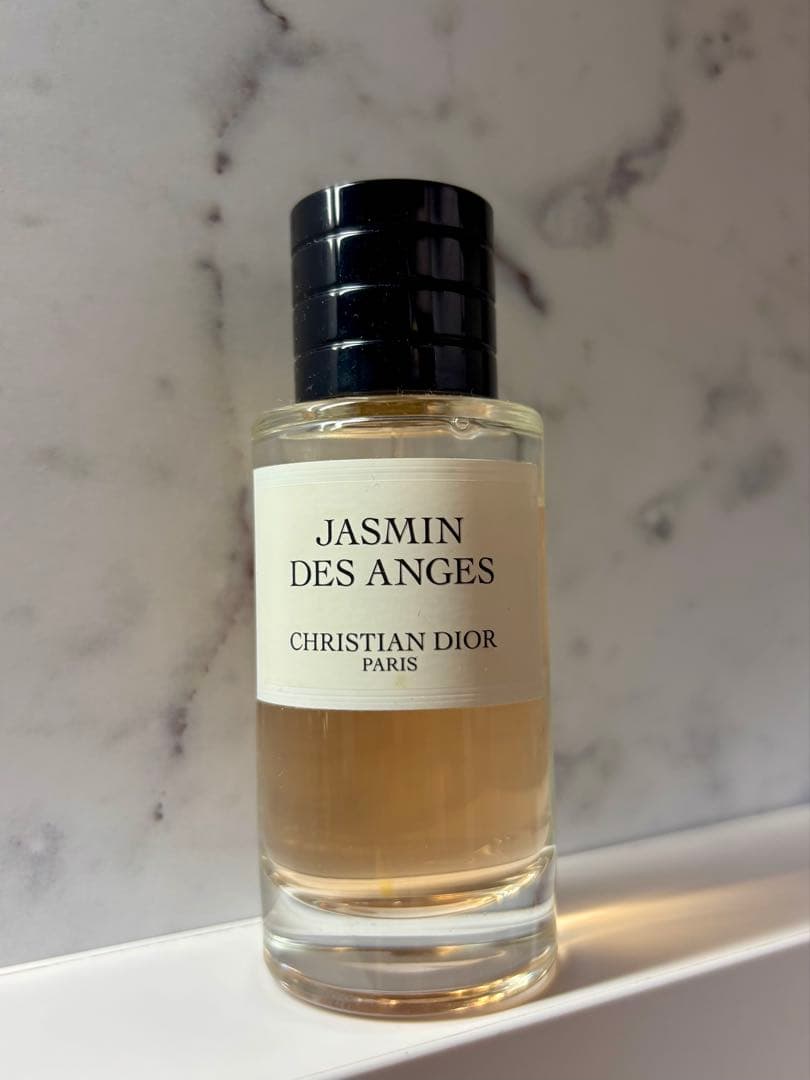 JASMIN
DES ANGES
CHRISTIAN DIOR
PARIS